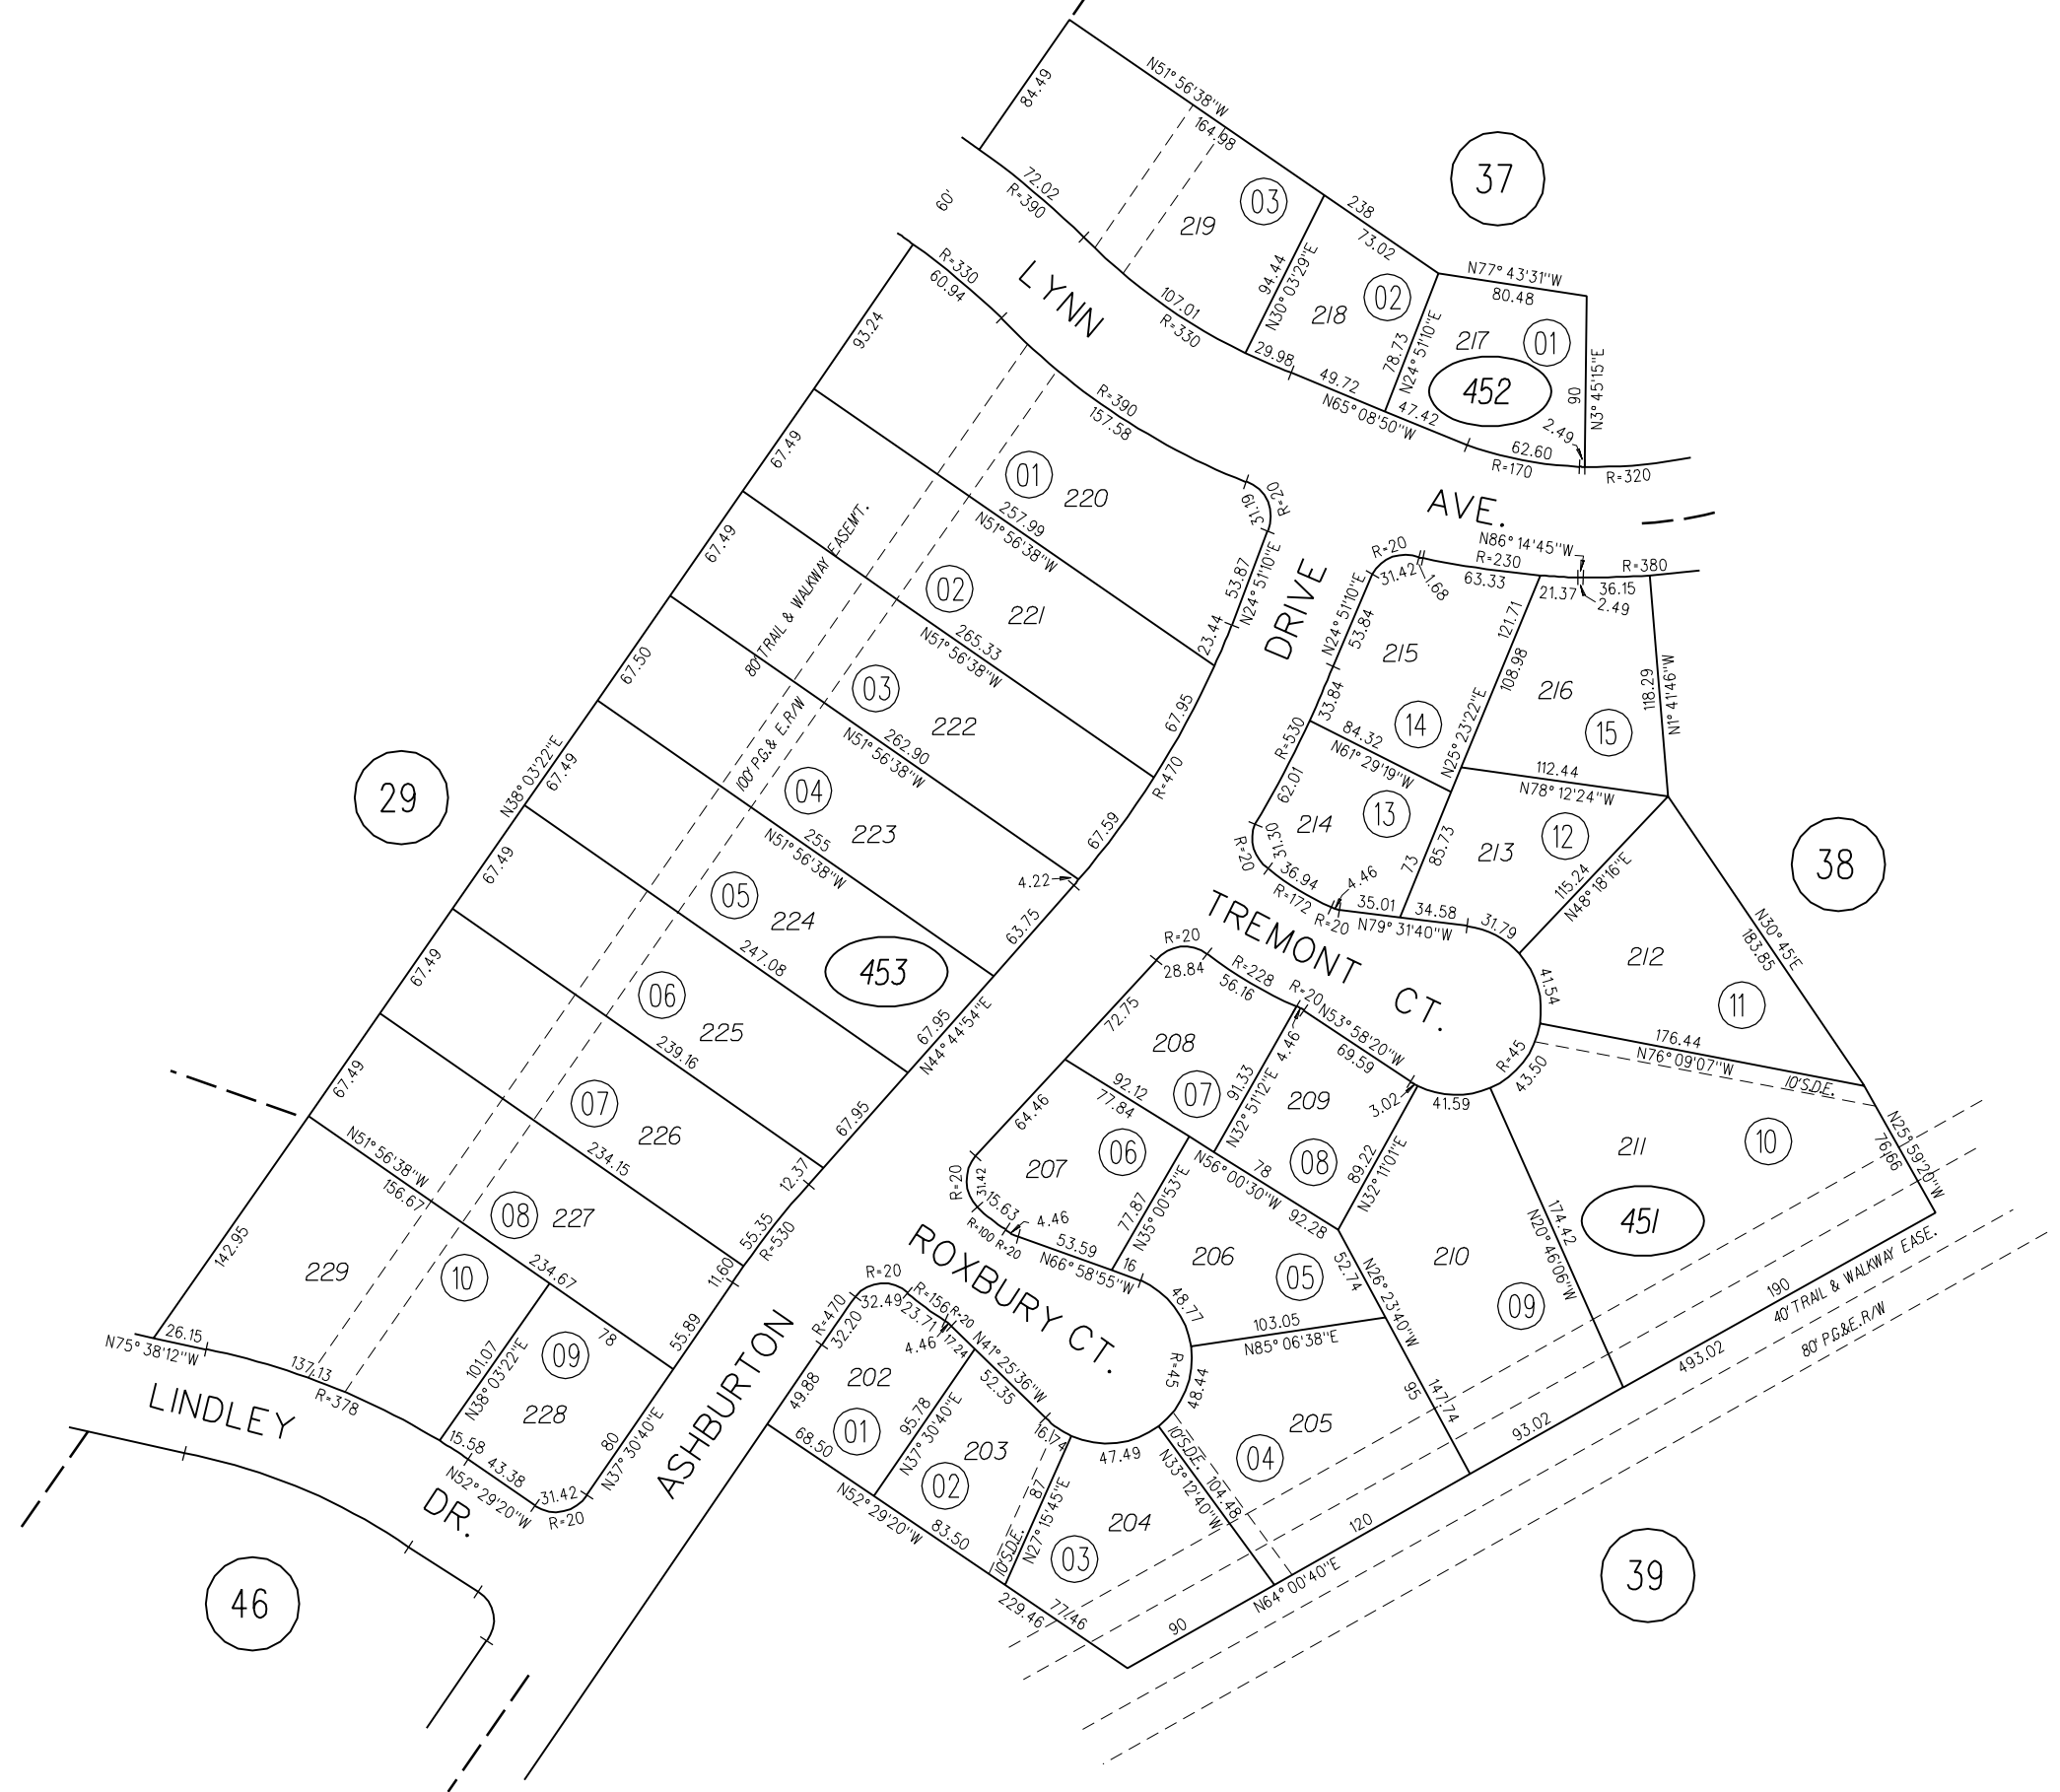 N51°56'38"W
164.98
84.49
72.02
R=390
60'
37
238
73.02
03
219
94.44
N30°03'29"E
02
218
N77°43'31"W
80.48
217
01
452
78.73
N24°51'10"E
90
N3°45'15"E
107.01
R=330
29.98
49.72
N65°08'50"W
47.42
2.49
62.60
R=170
R=320
LYNN
AVE.
R=330
60.94
93.24
R=390
157.58
01
220
31.19
R=20
53.87
N24°51'10"E
23.44
DRIVE
67.49
257.99
N51°56'38"W
02
221
67.49
265.33
N51°56'38"W
80' TRAIL & WALKWAY EASEM'T.
67.95
R=470
03
222
67.50
262.90
N51°56'38"W
100' P.G.& E.R/W
67.59
4.22
04
223
N38°03'22"E
67.49
255
N51°56'38"W
63.75
05
224
453
67.49
247.08
67.95
N44°44'54"E
06
225
67.49
239.16
67.95
07
226
67.49
234.15
12.37
55.35
R=530
11.60
08
227
N51°56'38"W
156.67
234.67
78
55.89
142.95
229
10
101.07
N38°03'22"E
09
228
80
N37°30'40"E
26.15
N75°38'12"W
137.13
R=378
15.58
43.38
N52°29'20"W
31.42
R=20
LINDLEY
DR.
29
46
ASHBURTON
N86°14'45"W
R=20
31.42
1.68
R=230
63.33
21.37
2.49
R=380
36.15
N24°51'10"E
53.84
215
14
33.84
121.71
108.98
N25°23'22"E
216
15
118.29
N1°41'46"W
84.32
N61°29'19"W
112.44
N78°12'24"W
R=530
62.01
214
13
31.30
R=20
36.94
R=172
4.46
R=20
35.01
N79°31'40"W
34.58
73
85.73
213
12
31.79
115.24
N48°18'16"E
38
N30°45'E
183.85
212
11
41.54
176.44
N76°09'07"W
10'S.D.E.
R=45
43.50
TREMONT
CT.
R=20
28.84
R=228
56.16
R=20
N53°58'20"W
69.59
4.46
72.75
208
07
91.33
N32°51'12"E
209
08
3.02
41.59
89.22
N32°11'01"E
92.12
77.84
N56°00'30"W
78
92.28
64.46
207
06
77.87
N35°00'53"E
R=20
31.42
15.63
R=100
R=20
4.46
53.59
N66°58'55"W
16
48.77
206
05
52.74
N26°23'40"W
103.05
N85°06'38"E
95
147.74
210
09
174.42
N20°46'06"W
211
10
451
N25°59'20"W
76.66
190
40' TRAIL & WALKWAY EASE.
80' P.G.&E.R/W
493.02
93.02
120
N64°00'40"E
90
ROXBURY CT.
R=20
32.49
R=470
32.20
R=156
23.71
R=20
4.46
17.24
N41°25'36"W
52.35
16.74
R=45
48.44
47.49
49.88
202
01
95.78
N37°30'40"E
68.50
N52°29'20"W
83.50
203
02
87
N27°15'45"E
10'S.D.E.
204
03
229.46
77.46
10'S.D.E.
104.48
N33°12'40"W
205
04
39